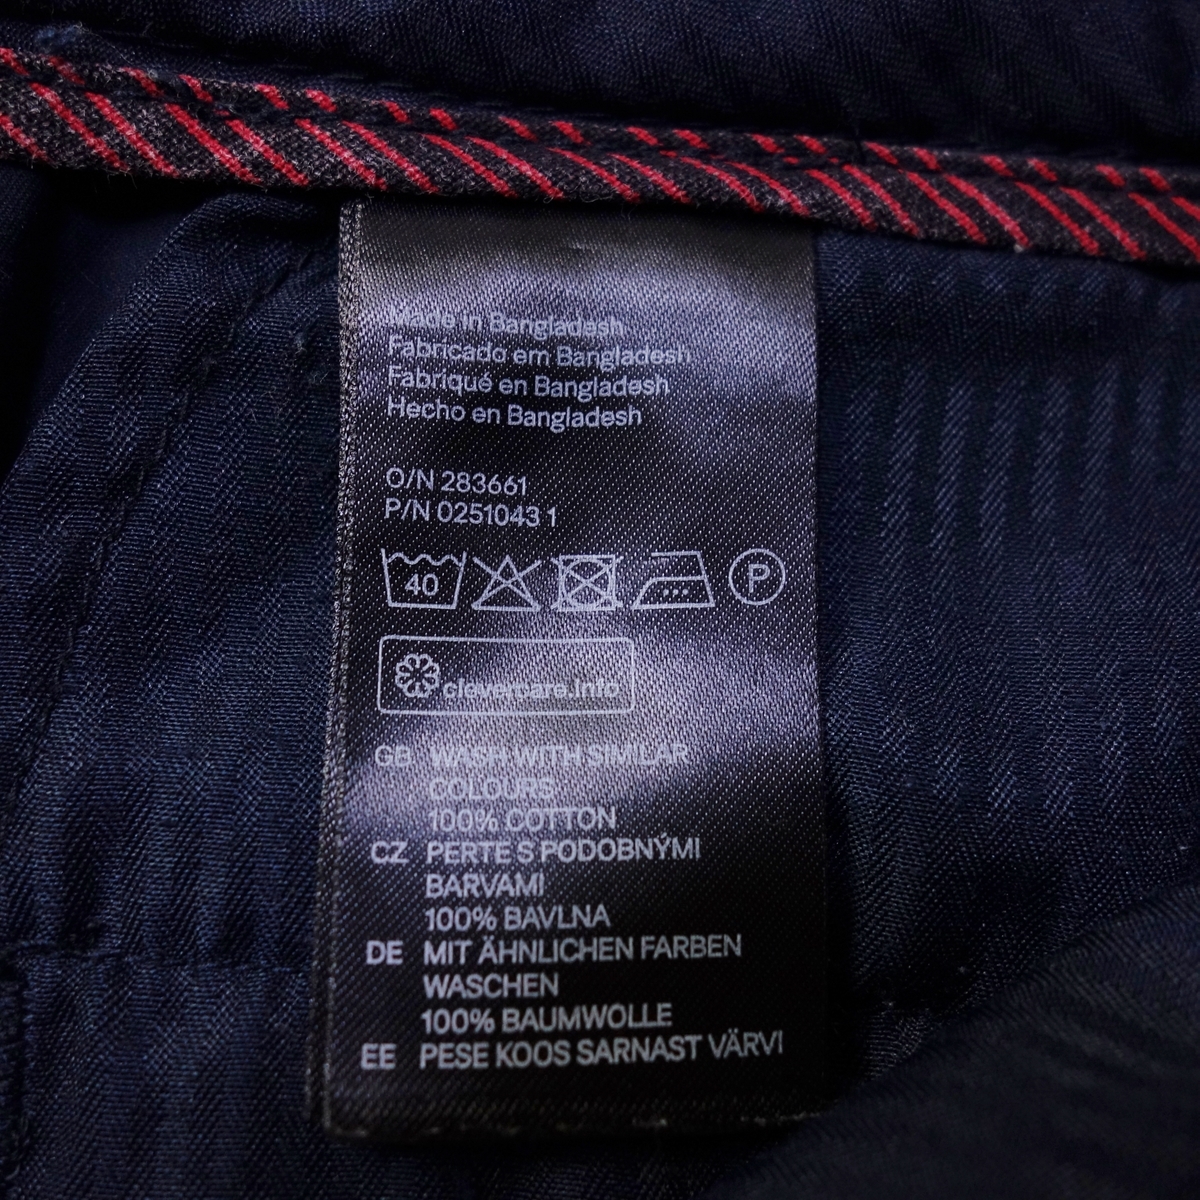 Made in Bangladesh
Fabricado em Bangladesh
Fabriqué en Bangladesh
Hecho en Bangladesh
O/N 283661
P/N 0251043 1
40 P
clevercare.info
GB WASH WITH SIMILAR
COLOURS
100% COTTON
CZ PERTE S PODOBNÝMI
BARVAMI
100% BAVLNA
DE MIT ÄHNLICHEN FARBEN
WASCHEN
100% BAUMWOLLE
EE PESE KOOS SARNAST VÄRVI